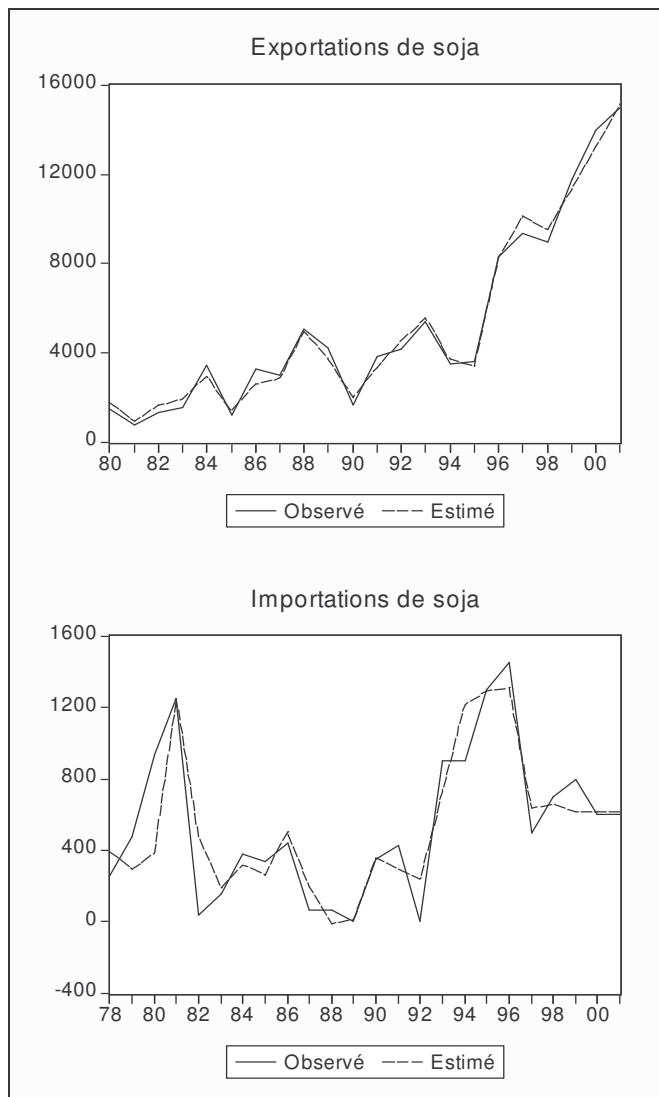 Exportations de soja
16000
12000
8000
4000
0
80 82 84 86 88 90 92 94 96 98 00
Observé Estimé
Importations de soja
1600
1200
800
400
0
-400
78 80 82 84 86 88 90 92 94 96 98 00
Observé Estimé